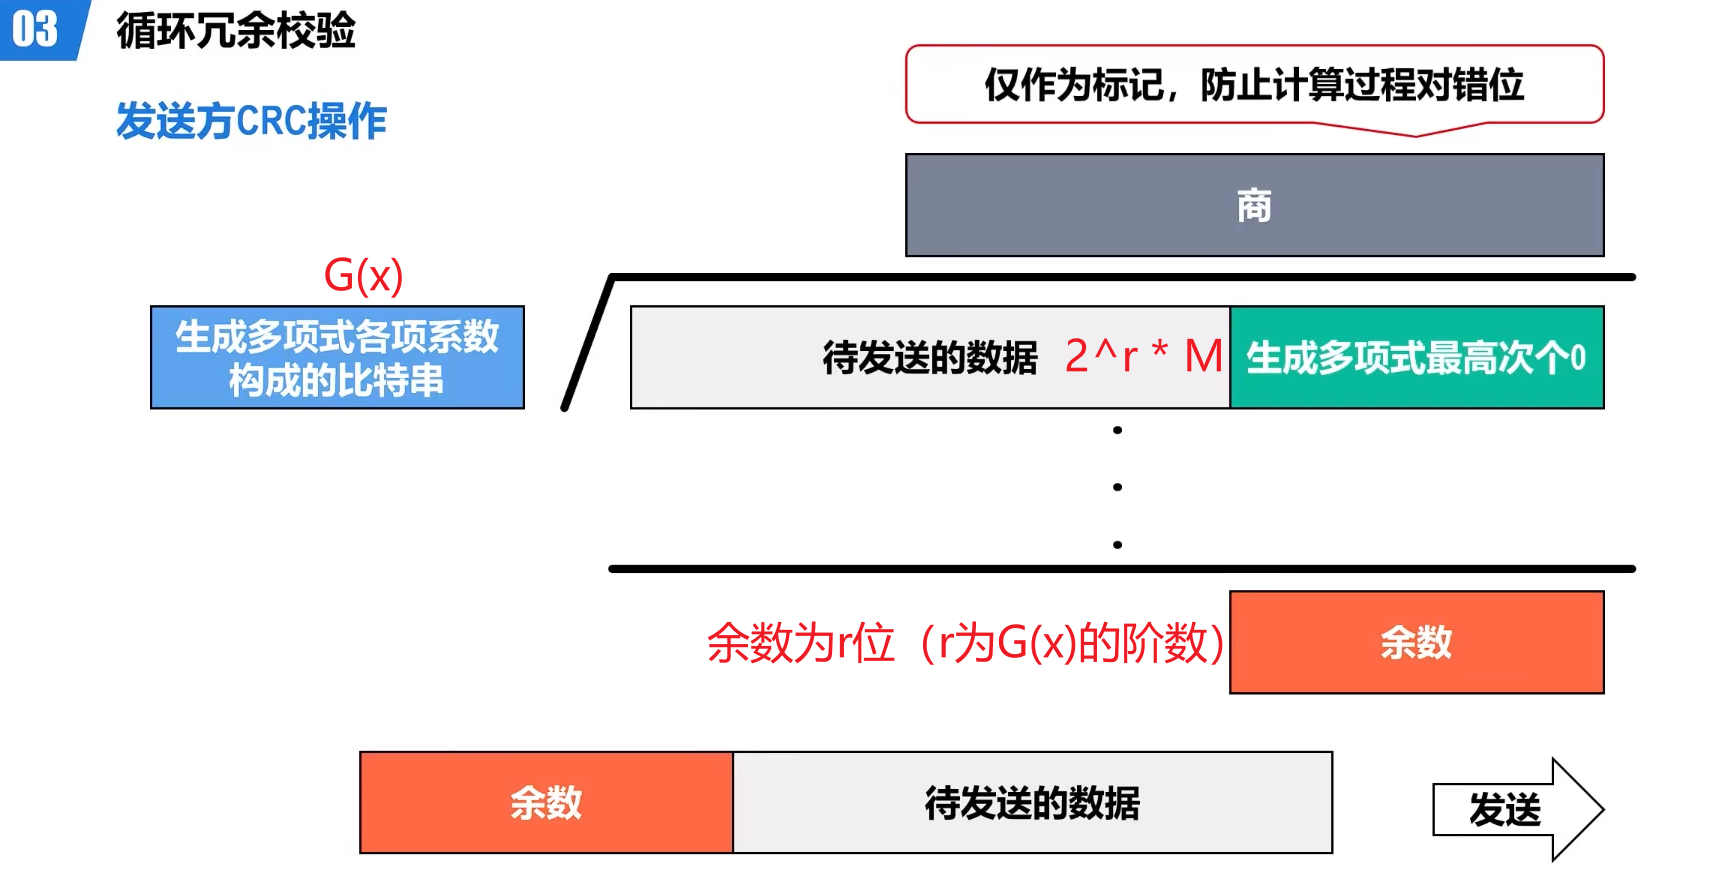 03
循环冗余校验
发送方CRC操作
仅作为标记，防止计算过程对错位
商
G(x)
生成多项式各项系数
构成的比特串
待发送的数据 2^r * M 生成多项式最高次个0
余数为r位（r为G(x)的阶数）
余数
余数
待发送的数据
发送